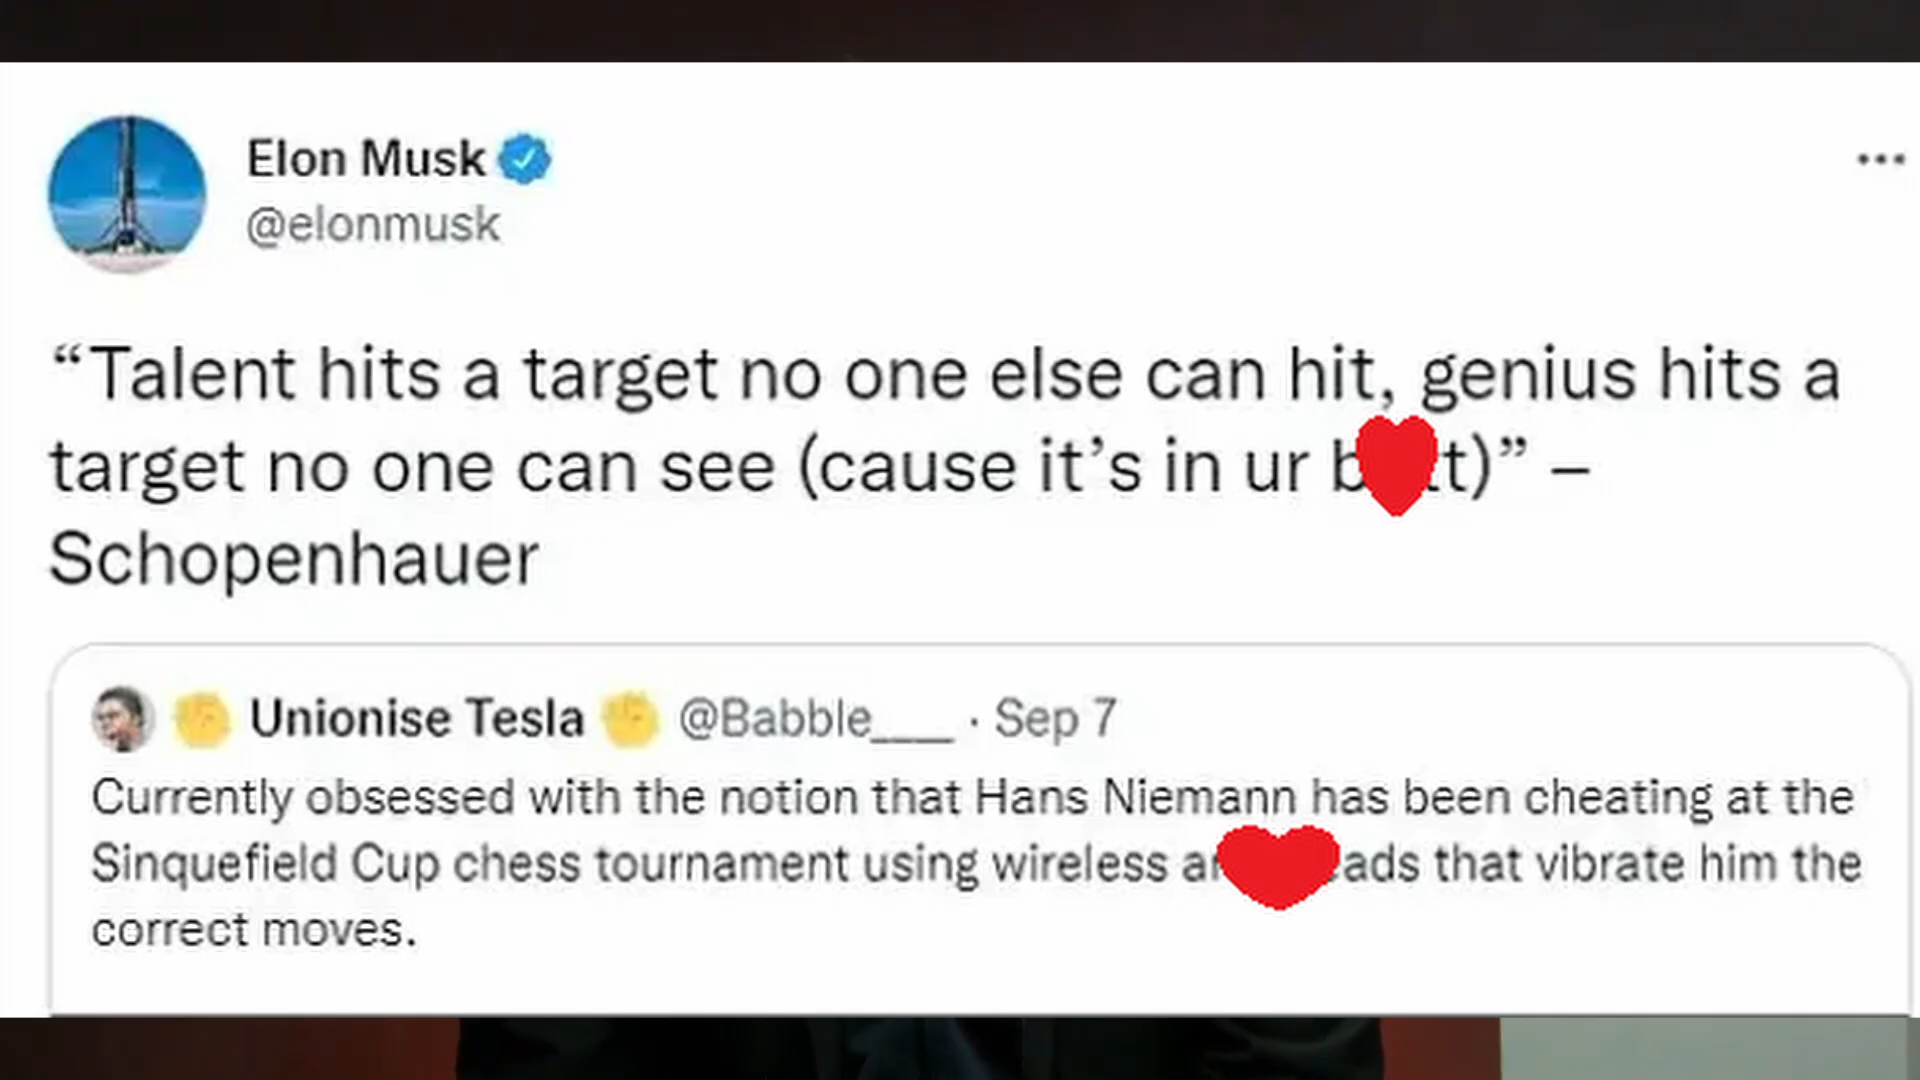 Elon Musk
@elonmusk
“Talent hits a target no one else can hit, genius hits a
target no one can see (cause it’s in ur b t)” –
Schopenhauer
Unionise Tesla @Babble____ · Sep 7
Currently obsessed with the notion that Hans Niemann has been cheating at the
Sinquefield Cup chess tournament using wireless an ads that vibrate him the
correct moves.